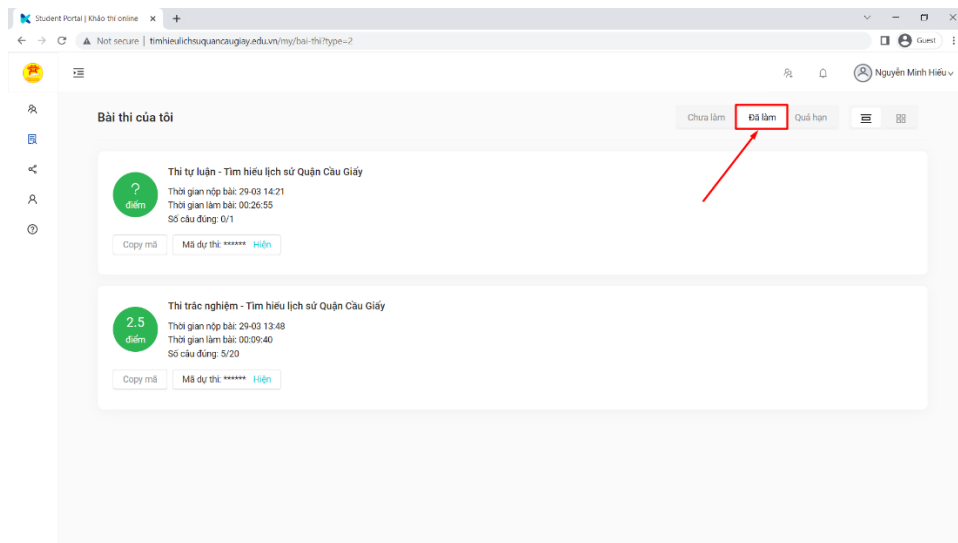 Student Portal | Khảo thí online
Not secure | timhieulichsuquancaugiay.edu.vn/my/bai-thi?type=2
Guest
Nguyễn Minh Hiếu
Bài thi của tôi
Chưa làm Đã làm Quá hạn
Thi tự luận - Tìm hiểu lịch sử Quận Cầu Giấy
? điểm
Thời gian nộp bài: 29-03 14:21
Thời gian làm bài: 00:26:55
Số câu đúng: 0/1
Copy mã Mã dự thi: ****** Hiện
Thi trắc nghiệm - Tìm hiểu lịch sử Quận Cầu Giấy
2.5 điểm
Thời gian nộp bài: 29-03 13:48
Thời gian làm bài: 00:09:40
Số câu đúng: 5/20
Copy mã Mã dự thi: ****** Hiện